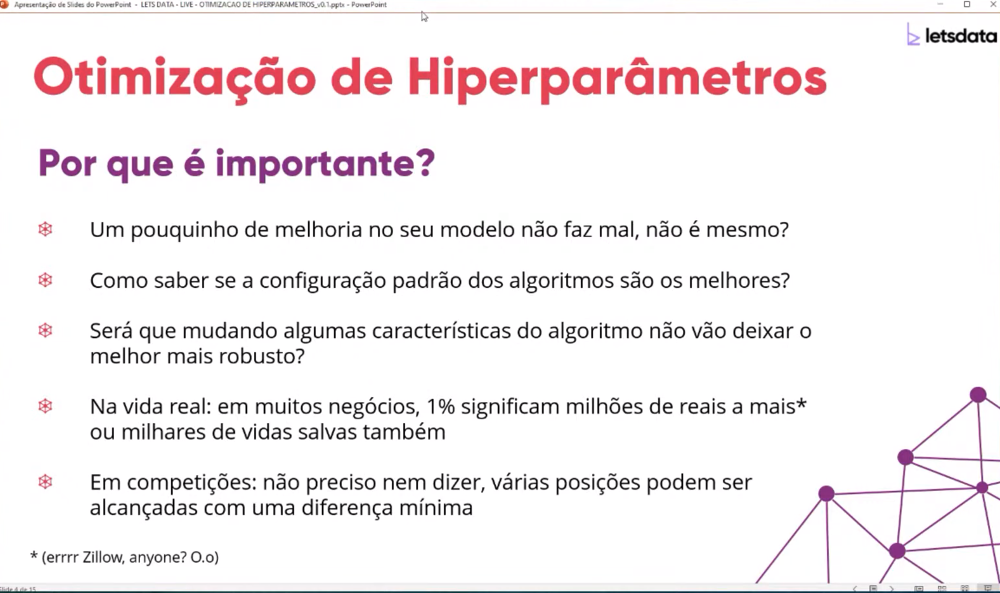 Apresentação de Slides do PowerPoint - LETS DATA - LIVE - OTIMIZACAO DE HIPERPARAMETROS_v0.1.pptx - PowerPoint
letsdata
Otimização de Hiperparâmetros
Por que é importante?
Um pouquinho de melhoria no seu modelo não faz mal, não é mesmo?
Como saber se a configuração padrão dos algoritmos são os melhores?
Será que mudando algumas características do algoritmo não vão deixar o
melhor mais robusto?
Na vida real: em muitos negócios, 1% significam milhões de reais a mais*
ou milhares de vidas salvas também
Em competições: não preciso nem dizer, várias posições podem ser
alcançadas com uma diferença mínima
* (errrr Zillow, anyone? O.o)
Slide 4 de 15